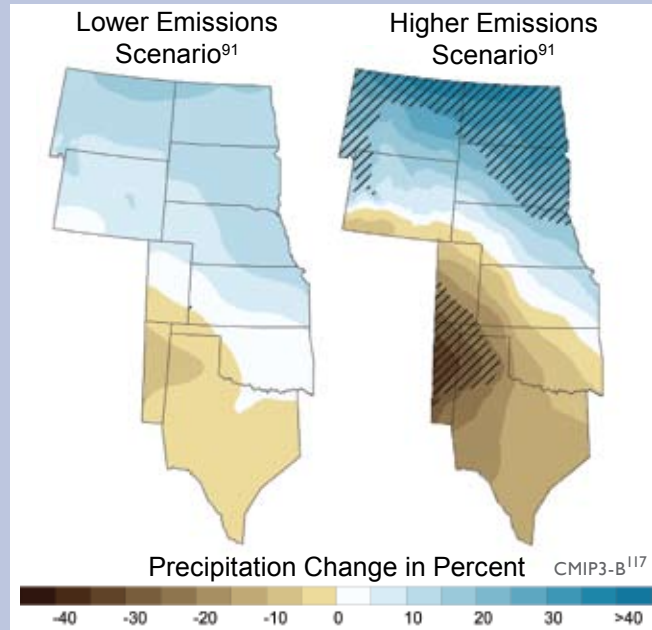 Lower Emissions
Scenario91
Higher Emissions
Scenario91
Precipitation Change in Percent
CMIP3-B117
-40 -30 -20 -10 0 10 20 30 >40